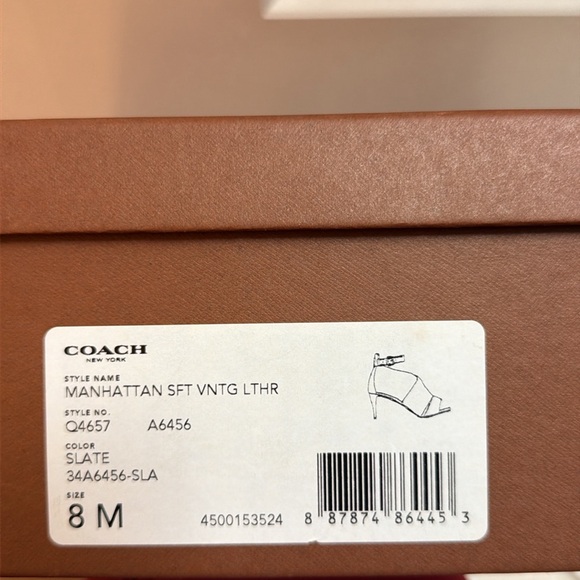 COACH
NEW YORK
STYLE NAME
MANHATTAN SFT VNTG LTHR
STYLE NO.
Q4657 A6456
COLOR
SLATE
34A6456-SLA
SIZE
8 M
4500153524
8 87874 86445 3